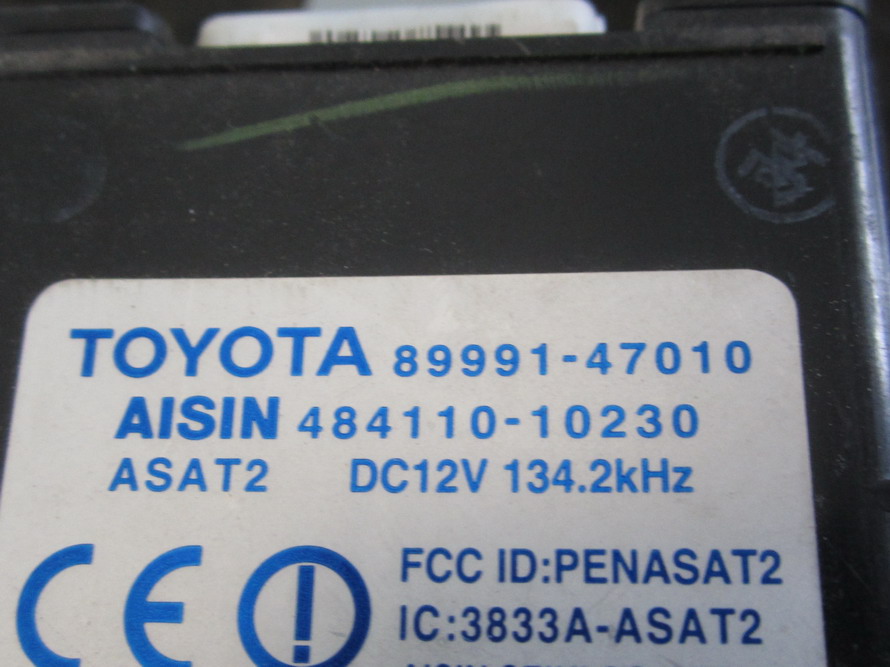 TOYOTA 89991-47010
AISIN 484110-10230
ASAT2 DC12V 134.2kHz
CE
FCC ID:PENASAT2
IC:3833A-ASAT2